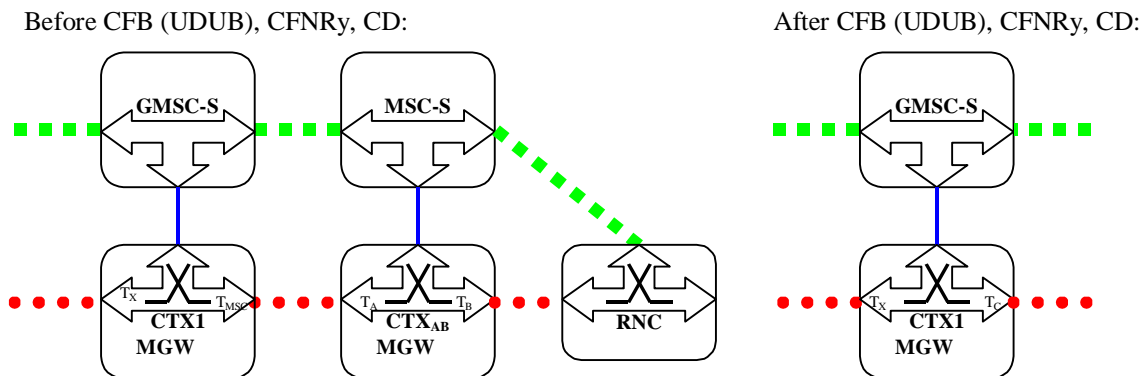 Before CFB (UDUB), CFNRy, CD:
After CFB (UDUB), CFNRy, CD:
GMSC-S
MSC-S
GMSC-S
TX
TMSC
TA
TB
TX
TC
CTX1
CTXAB
RNC
CTX1
MGW
MGW
MGW